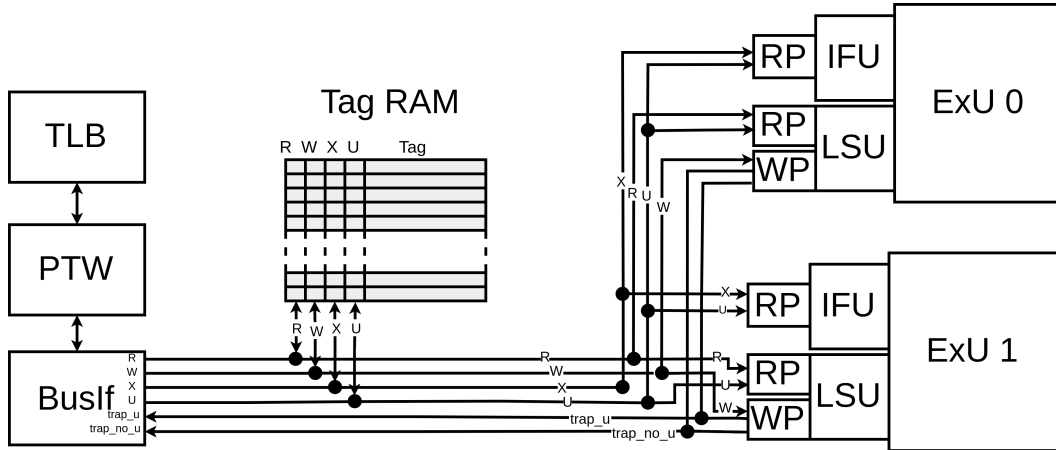 TLB
PTW
BusIf
R
W
X
U
trap_u
trap_no_u
Tag RAM
R W X U Tag
R W X U
R
W
X
U
trap_u
trap_no_u
X R U W
RP IFU
RP
WP LSU
ExU 0
X
U
RP IFU
R
U
W
RP
WP LSU
ExU 1